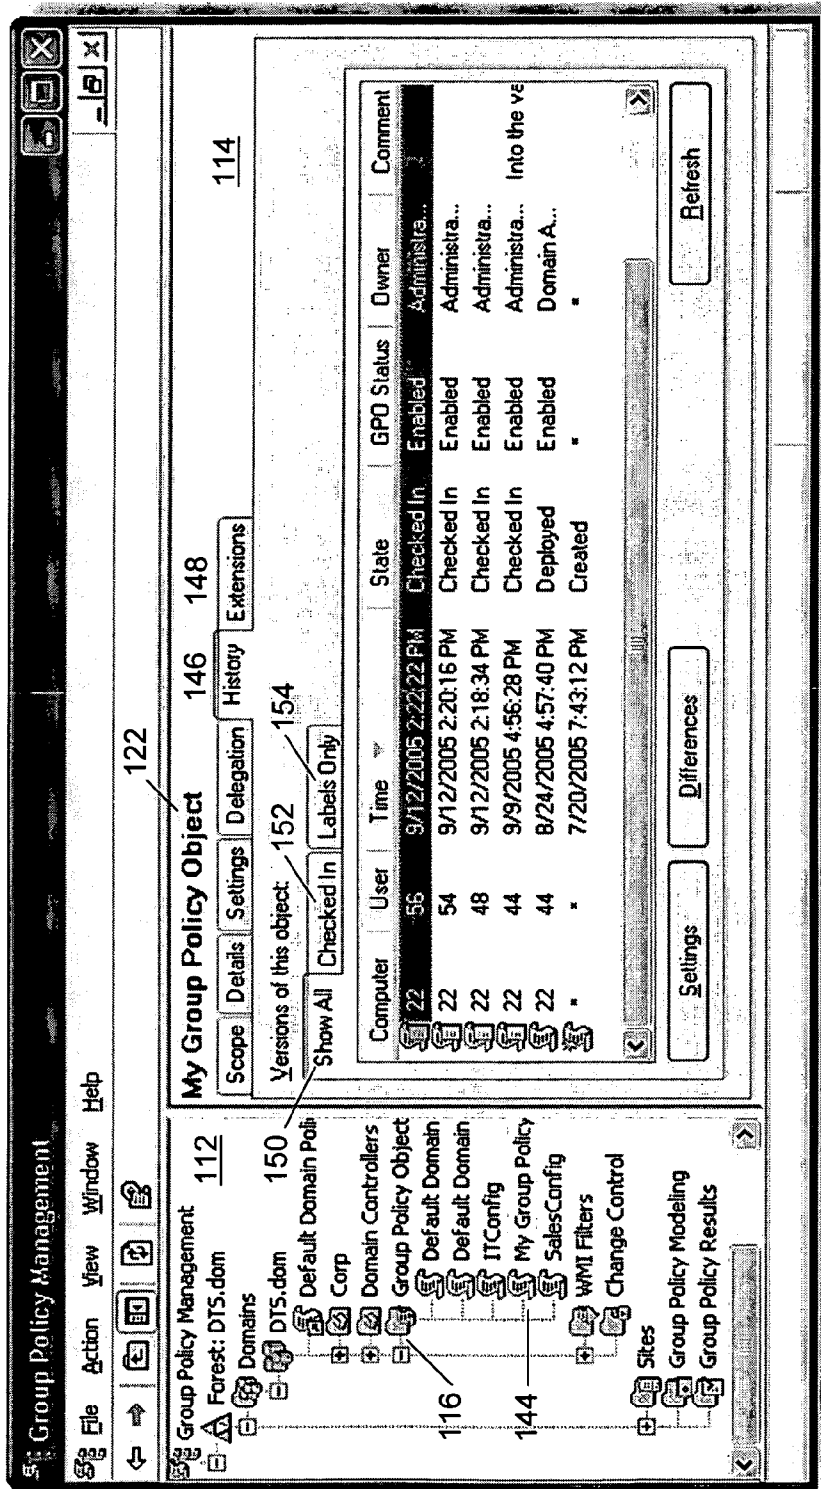 Group Policy Management
File Action View Window Help
122
Group Policy Management
112
Forest: DTS.dom
Domains
DTS.dom
150
Default Domain Poli
Corp
Domain Controllers
Group Policy Object
Default Domain
Default Domain
ITConfig
My Group Policy
SalesConfig
116
144
WMI Filters
Change Control
Sites
Group Policy Modeling
Group Policy Results
My Group Policy Object
146
148
114
Scope Details Settings Delegation History Extensions
Versions of this object:
152
154
Show All Checked In Labels Only
Computer User Time State GPO Status Owner Comment
22 56 9/12/2005 2:22:22 PM Checked In Enabled Administra...
22 54 9/12/2005 2:20:16 PM Checked In Enabled Administra...
22 48 9/12/2005 2:18:34 PM Checked In Enabled Administra...
22 44 9/9/2005 4:56:28 PM Checked In Enabled Administra... Into the va
22 44 8/24/2005 4:57:40 PM Deployed Enabled Domain A...
* * 7/20/2005 7:43:12 PM Created * *
Settings Differences Refresh